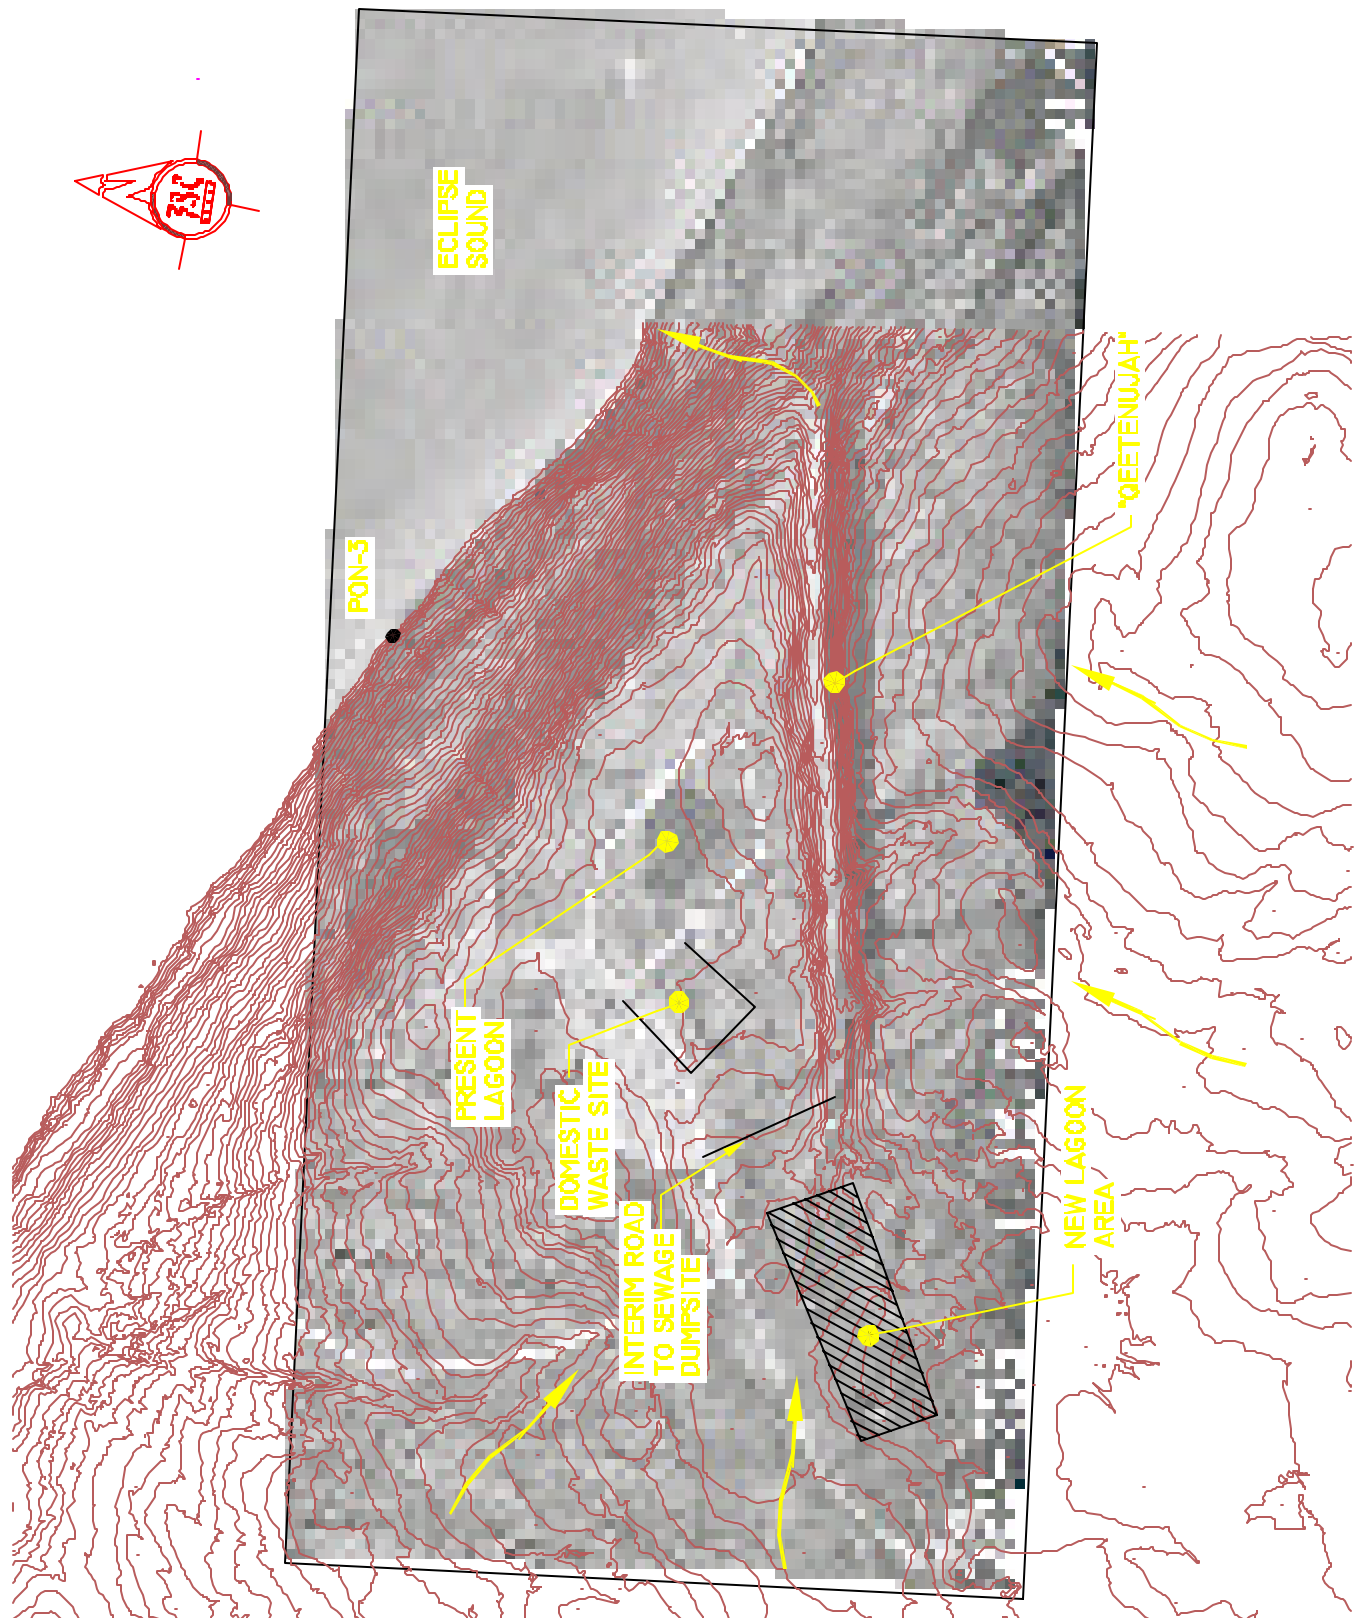 ECLIPSE
SOUND
PON-3
"QEETENUJAH"
PRESENT
LAGOON
DOMESTIC
WASTE SITE
INTERIM ROAD
TO SEWAGE
DUMPSITE
NEW LAGOON
AREA